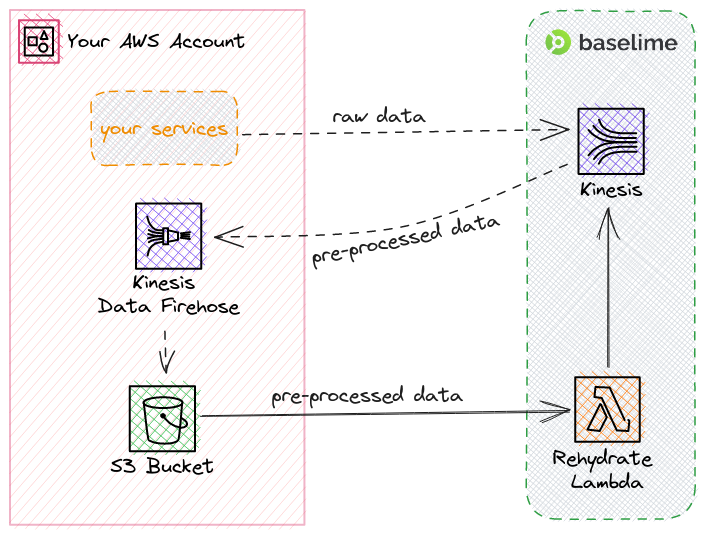 Your AWS Account
baselime
your services
raw data
Kinesis
pre-processed data
Kinesis
Data Firehose
pre-processed data
S3 Bucket
Rehydrate
Lambda